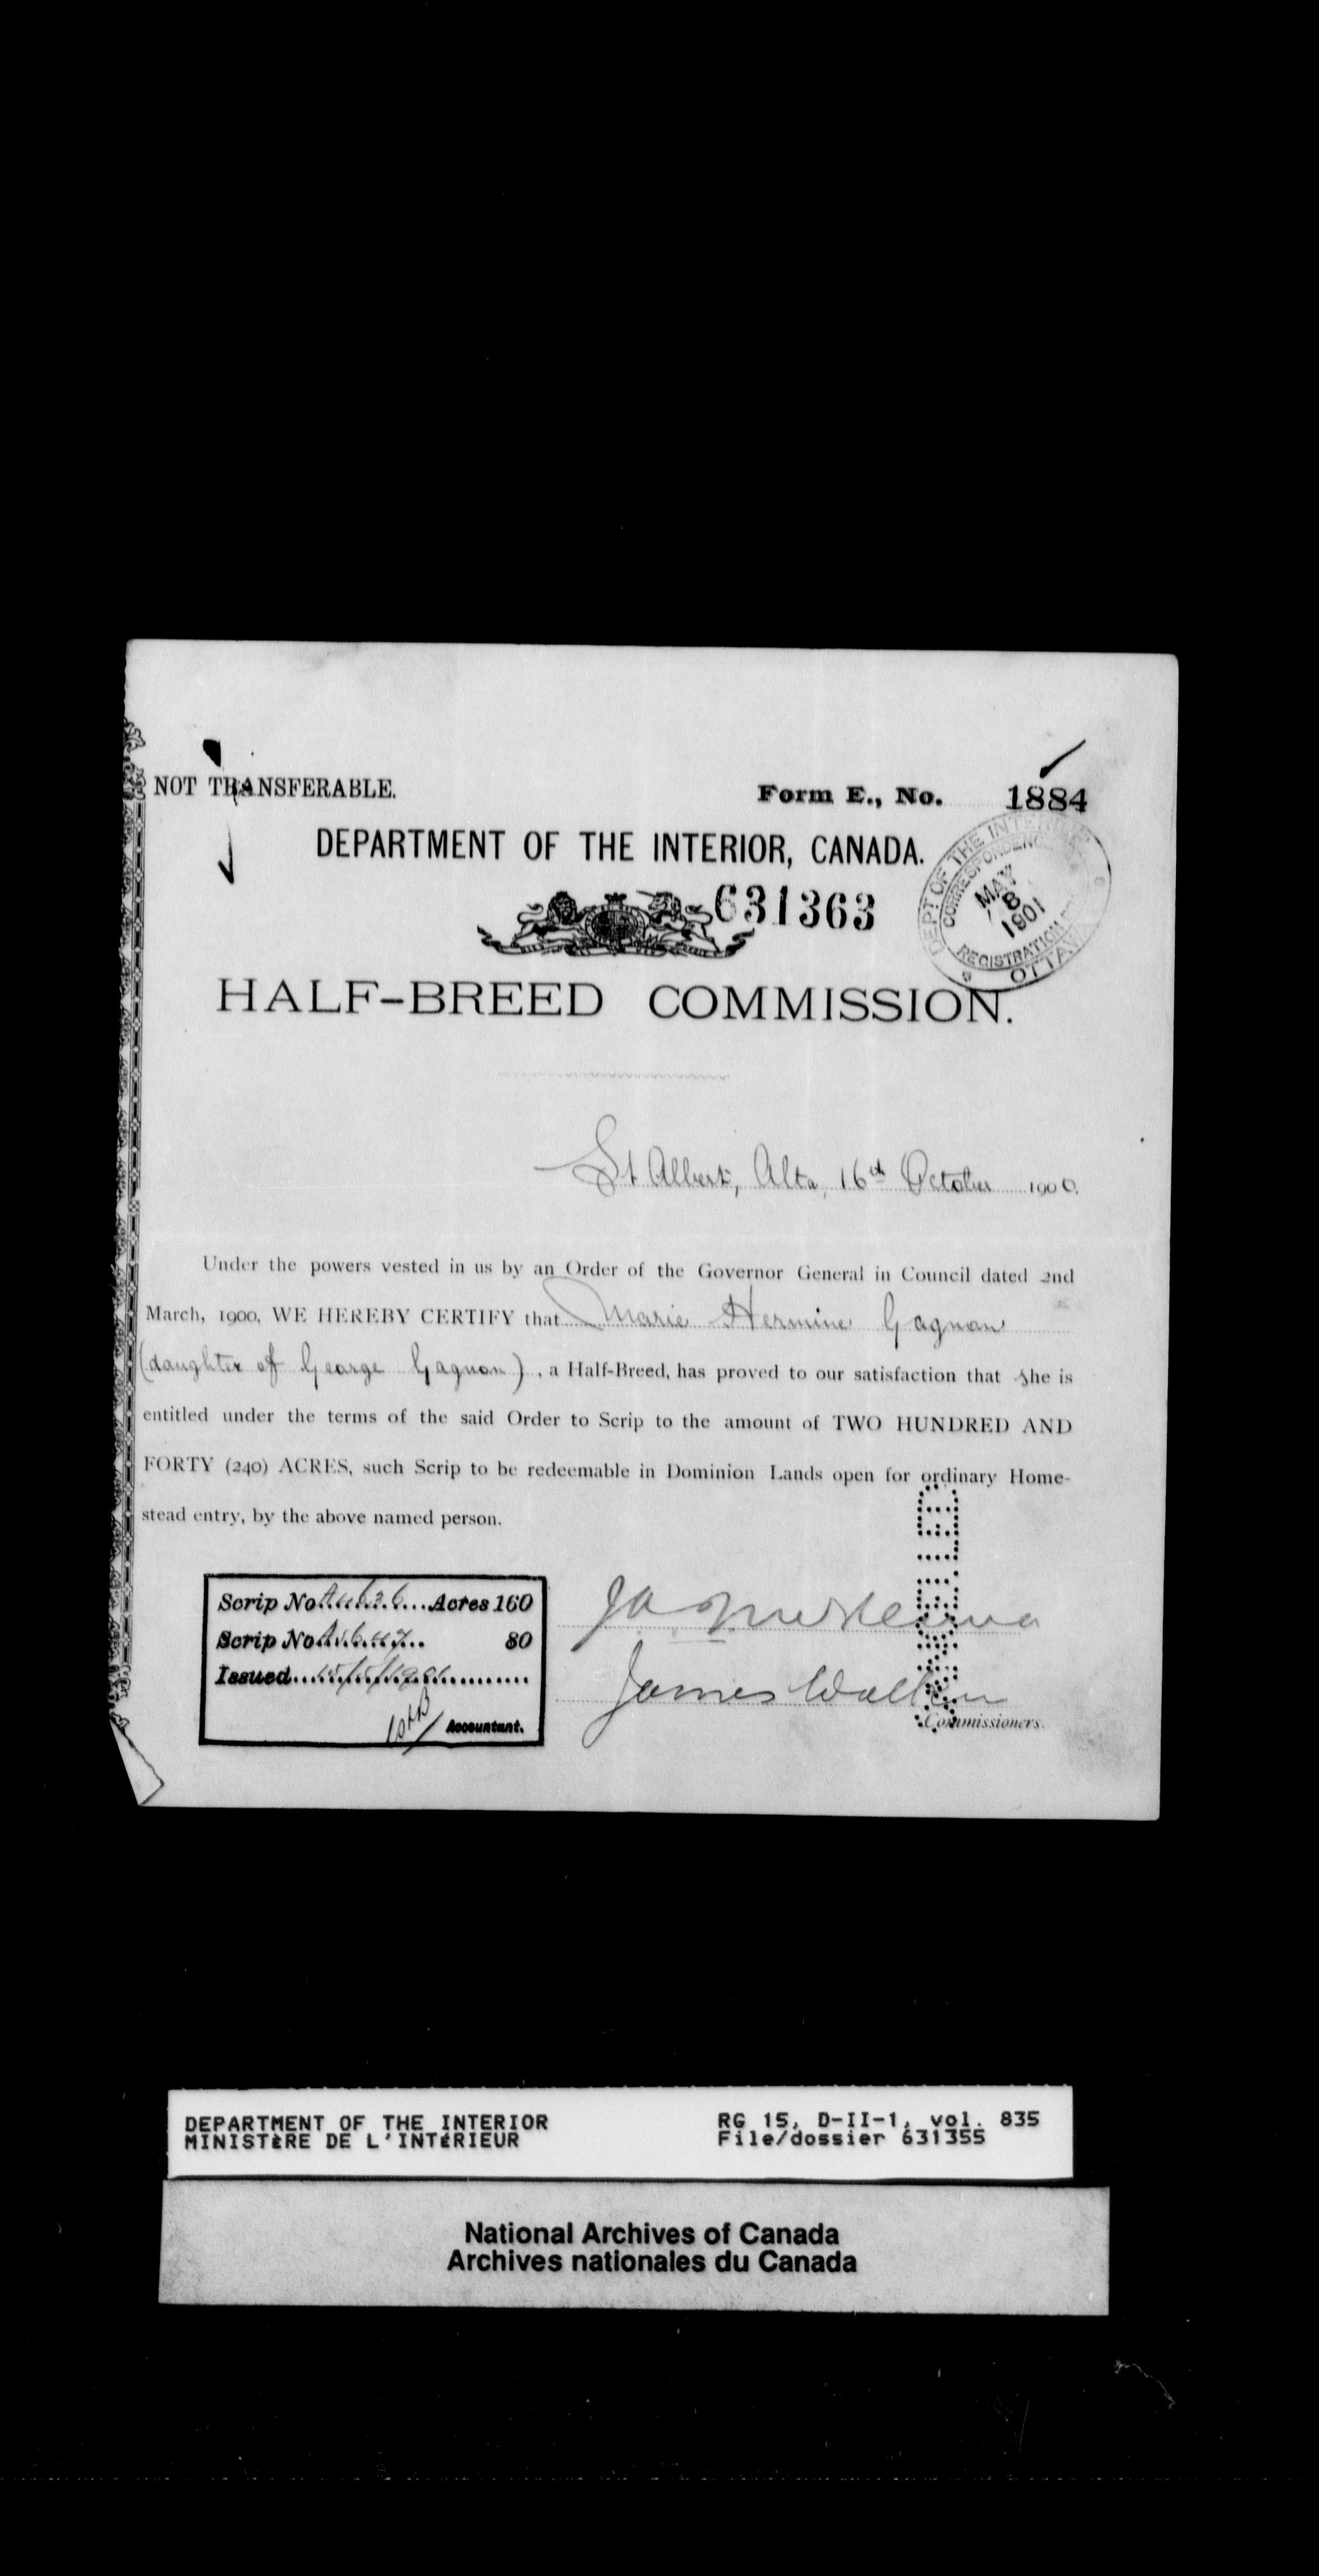 NOT TRANSFERABLE.
Form E., No. 1884
DEPARTMENT OF THE INTERIOR, CANADA.
631363
DEPT OF THE INTERIOR
CORRESPONDENCE
MAY
8
1901
REGISTRATION
OTTAWA
HALF-BREED COMMISSION.
St Albert, Alta, 16th October 1900.
Under the powers vested in us by an Order of the Governor General in Council dated 2nd
March, 1900, WE HEREBY CERTIFY that Marie Hermine Gagnon
(daughter of George Gagnon), a Half-Breed, has proved to our satisfaction that She is
entitled under the terms of the said Order to Scrip to the amount of TWO HUNDRED AND
FORTY (240) ACRES, such Scrip to be redeemable in Dominion Lands open for ordinary Home-
stead entry, by the above named person.
CANCELLED
Scrip No. Acres 160
Scrip No. 80
Issued 1901
Accountant.
James Walker
Commissioners.
DEPARTMENT OF THE INTERIOR
MINISTÈRE DE L'INTÉRIEUR
RG 15, D-II-1, vol. 835
File/dossier 631355
National Archives of Canada
Archives nationales du Canada